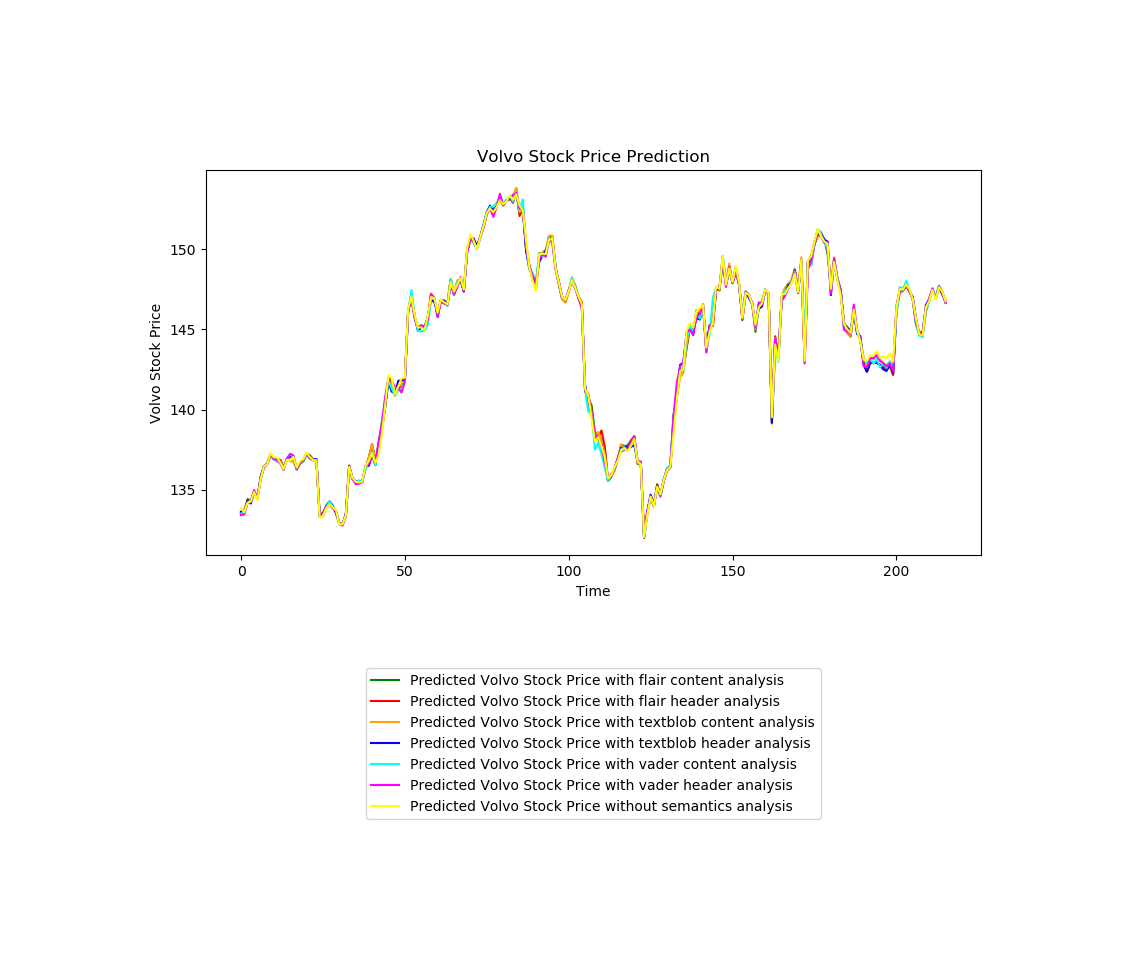 Volvo Stock Price Prediction
Volvo Stock Price
150
145
140
135
0 50 100 150 200
Time
Predicted Volvo Stock Price with flair content analysis
Predicted Volvo Stock Price with flair header analysis
Predicted Volvo Stock Price with textblob content analysis
Predicted Volvo Stock Price with textblob header analysis
Predicted Volvo Stock Price with vader content analysis
Predicted Volvo Stock Price with vader header analysis
Predicted Volvo Stock Price without semantics analysis